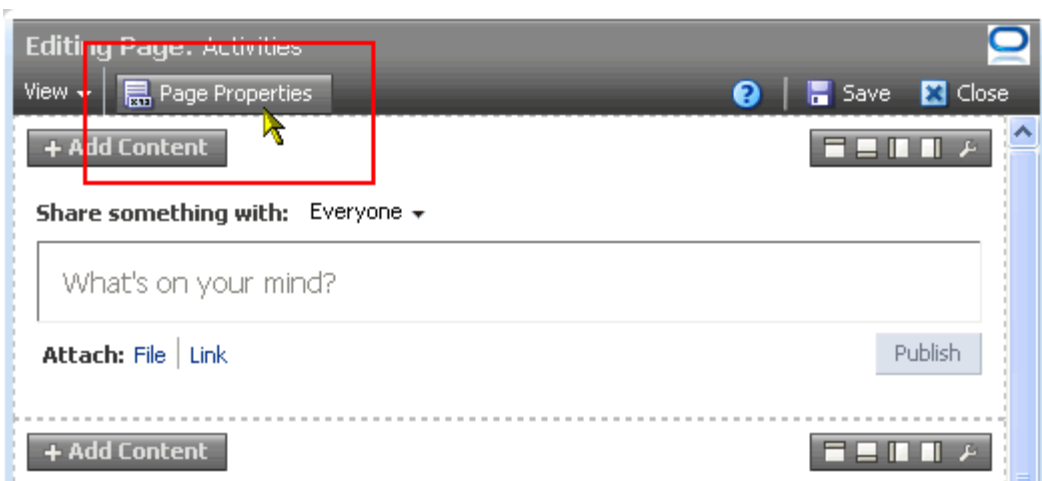 Editing Page: Activities
View Page Properties ? Save Close
+ Add Content
Share something with: Everyone
What's on your mind?
Attach: File Link Publish
+ Add Content